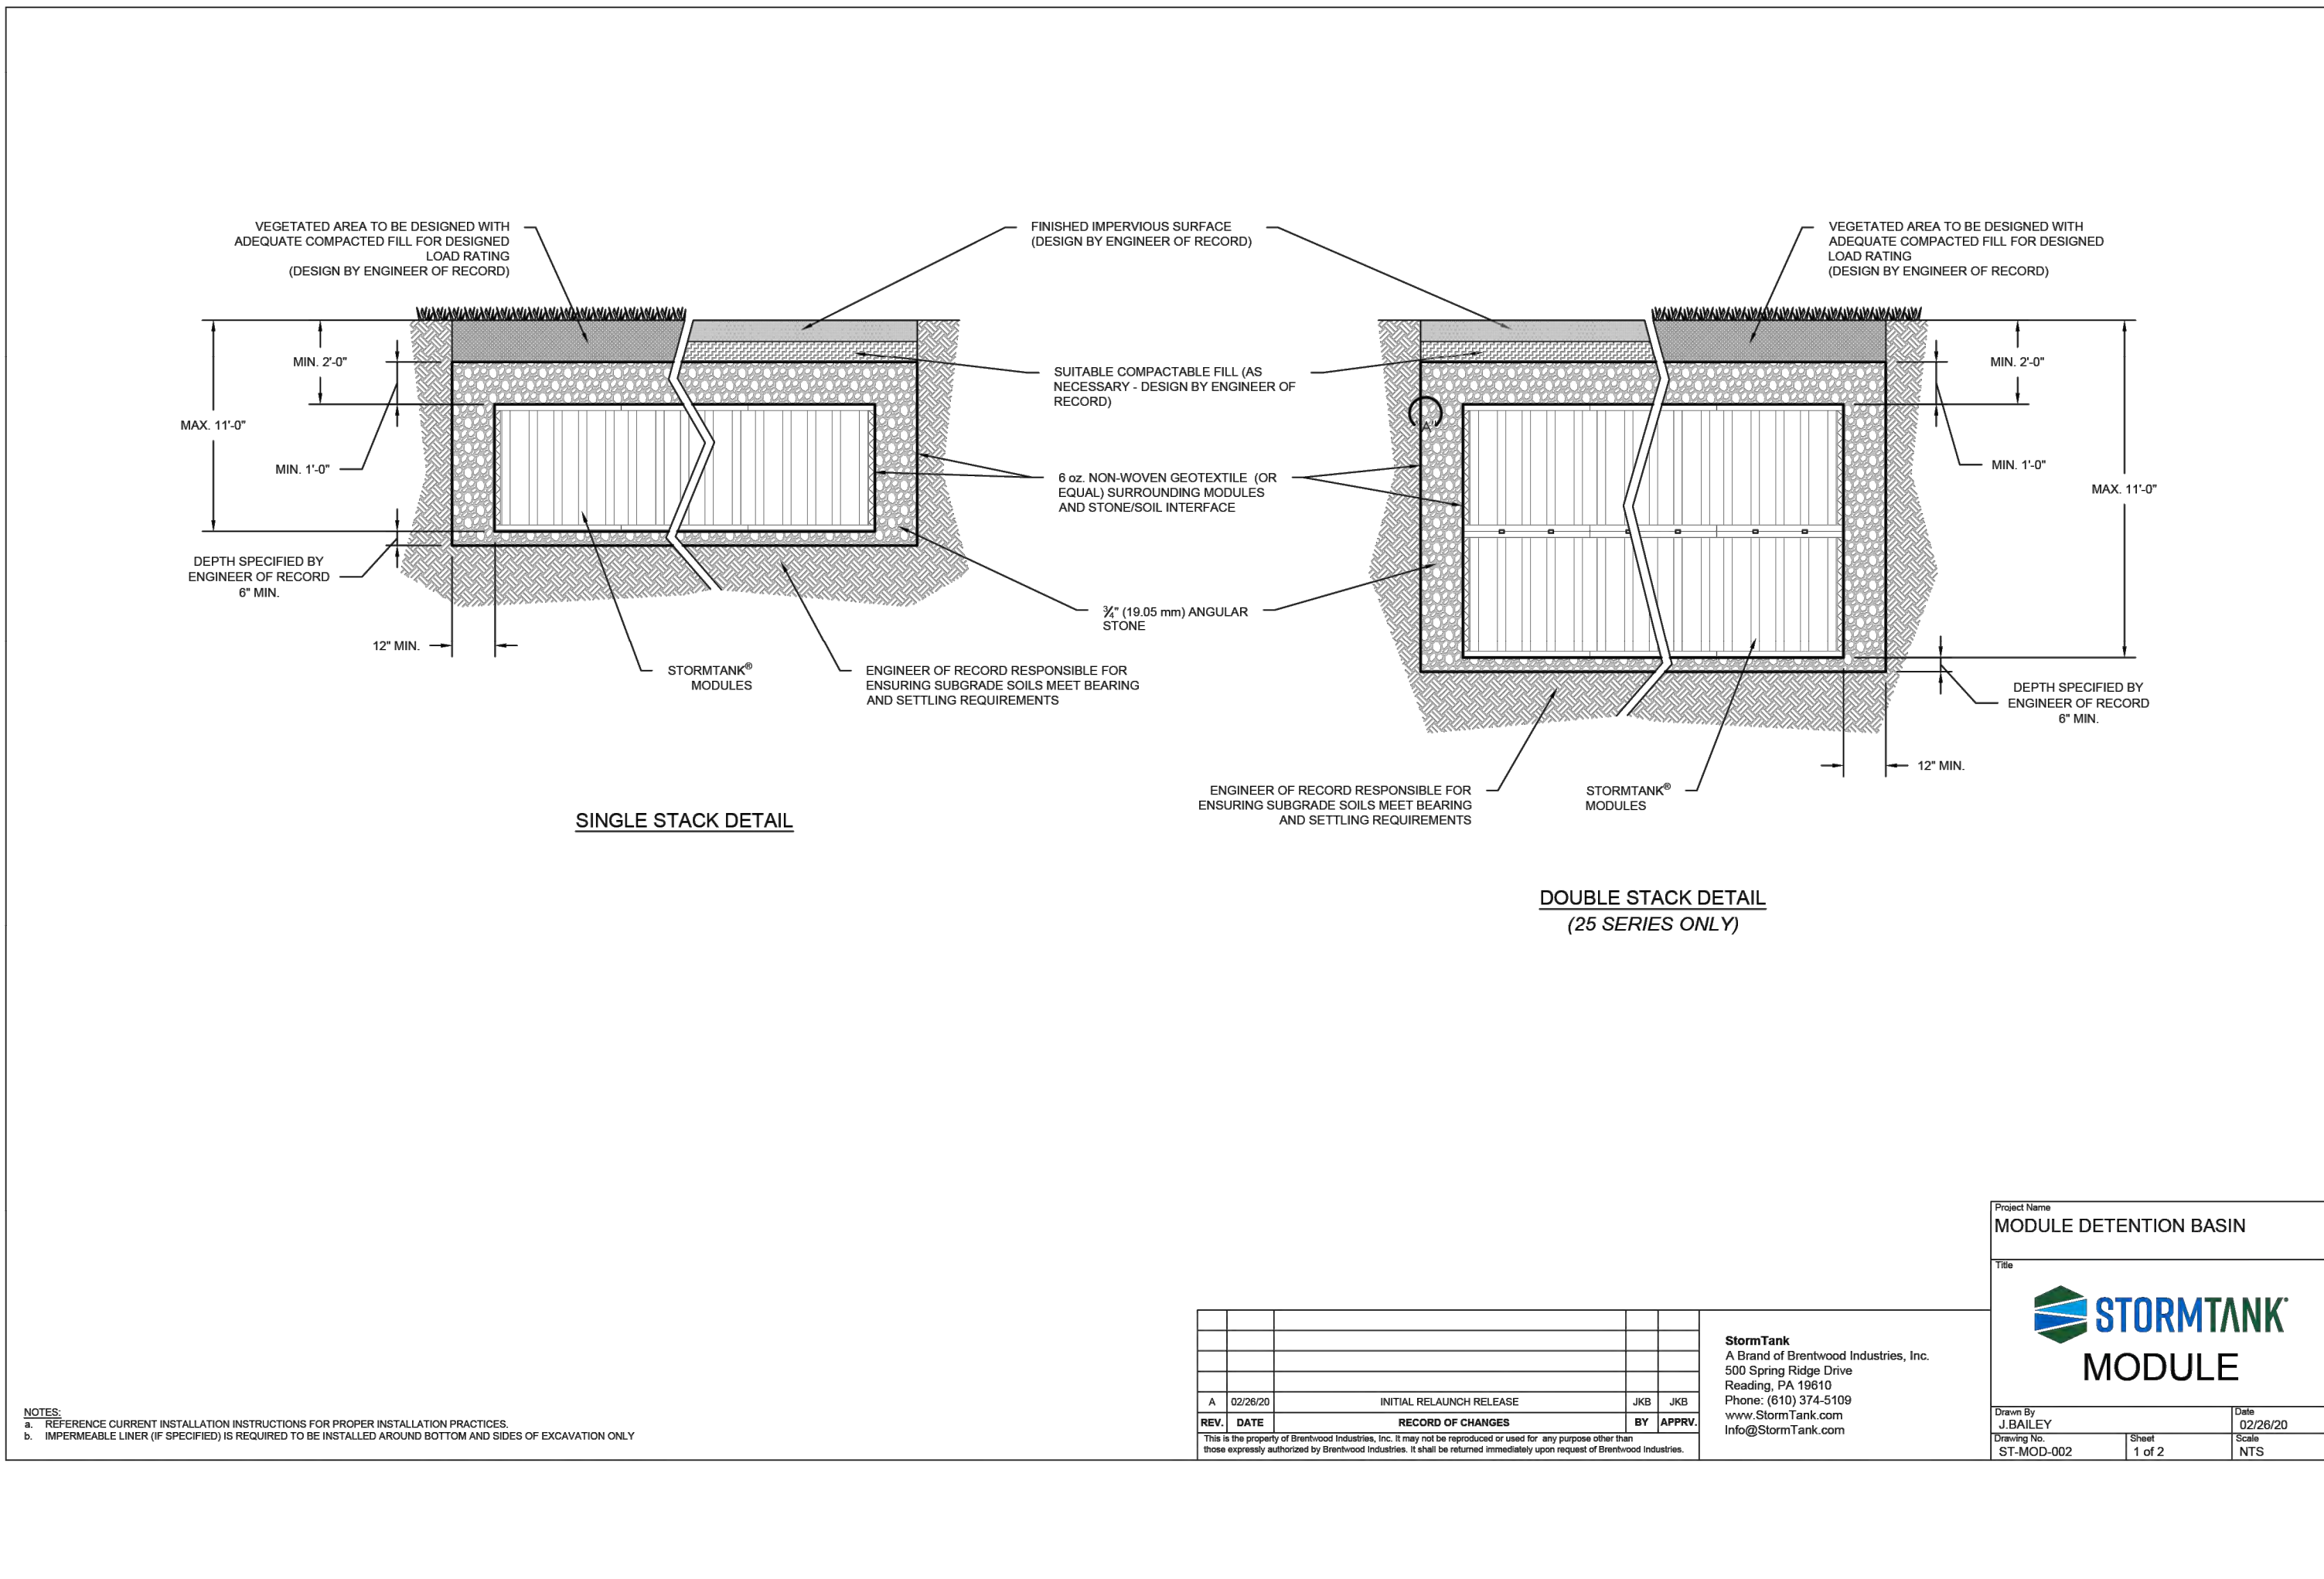 VEGETATED AREA TO BE DESIGNED WITH
ADEQUATE COMPACTED FILL FOR DESIGNED
LOAD RATING
(DESIGN BY ENGINEER OF RECORD)
FINISHED IMPERVIOUS SURFACE
(DESIGN BY ENGINEER OF RECORD)
VEGETATED AREA TO BE DESIGNED WITH
ADEQUATE COMPACTED FILL FOR DESIGNED
LOAD RATING
(DESIGN BY ENGINEER OF RECORD)
MIN. 2'-0"
MAX. 11'-0"
MIN. 1'-0"
DEPTH SPECIFIED BY
ENGINEER OF RECORD
6" MIN.
12" MIN.
SUITABLE COMPACTABLE FILL (AS
NECESSARY - DESIGN BY ENGINEER OF
RECORD)
6 oz. NON-WOVEN GEOTEXTILE (OR
EQUAL) SURROUNDING MODULES
AND STONE/SOIL INTERFACE
¾" (19.05 mm) ANGULAR
STONE
STORMTANK®
MODULES
ENGINEER OF RECORD RESPONSIBLE FOR
ENSURING SUBGRADE SOILS MEET BEARING
AND SETTLING REQUIREMENTS
SINGLE STACK DETAIL
A
MIN. 2'-0"
MIN. 1'-0"
MAX. 11'-0"
DEPTH SPECIFIED BY
ENGINEER OF RECORD
6" MIN.
12" MIN.
ENGINEER OF RECORD RESPONSIBLE FOR
ENSURING SUBGRADE SOILS MEET BEARING
AND SETTLING REQUIREMENTS
STORMTANK®
MODULES
DOUBLE STACK DETAIL
(25 SERIES ONLY)
NOTES:
a. REFERENCE CURRENT INSTALLATION INSTRUCTIONS FOR PROPER INSTALLATION PRACTICES.
b. IMPERMEABLE LINER (IF SPECIFIED) IS REQUIRED TO BE INSTALLED AROUND BOTTOM AND SIDES OF EXCAVATION ONLY
A 02/26/20 INITIAL RELAUNCH RELEASE JKB JKB
REV. DATE RECORD OF CHANGES BY APPRV.
This is the property of Brentwood Industries, Inc. It may not be reproduced or used for any purpose other than
those expressly authorized by Brentwood Industries. It shall be returned immediately upon request of Brentwood Industries.
StormTank
A Brand of Brentwood Industries, Inc.
500 Spring Ridge Drive
Reading, PA 19610
Phone: (610) 374-5109
www.StormTank.com
Info@StormTank.com
Project Name
MODULE DETENTION BASIN
Title
STORMTANK®
MODULE
Drawn By
J.BAILEY
Date
02/26/20
Drawing No.
ST-MOD-002
Sheet
1 of 2
Scale
NTS